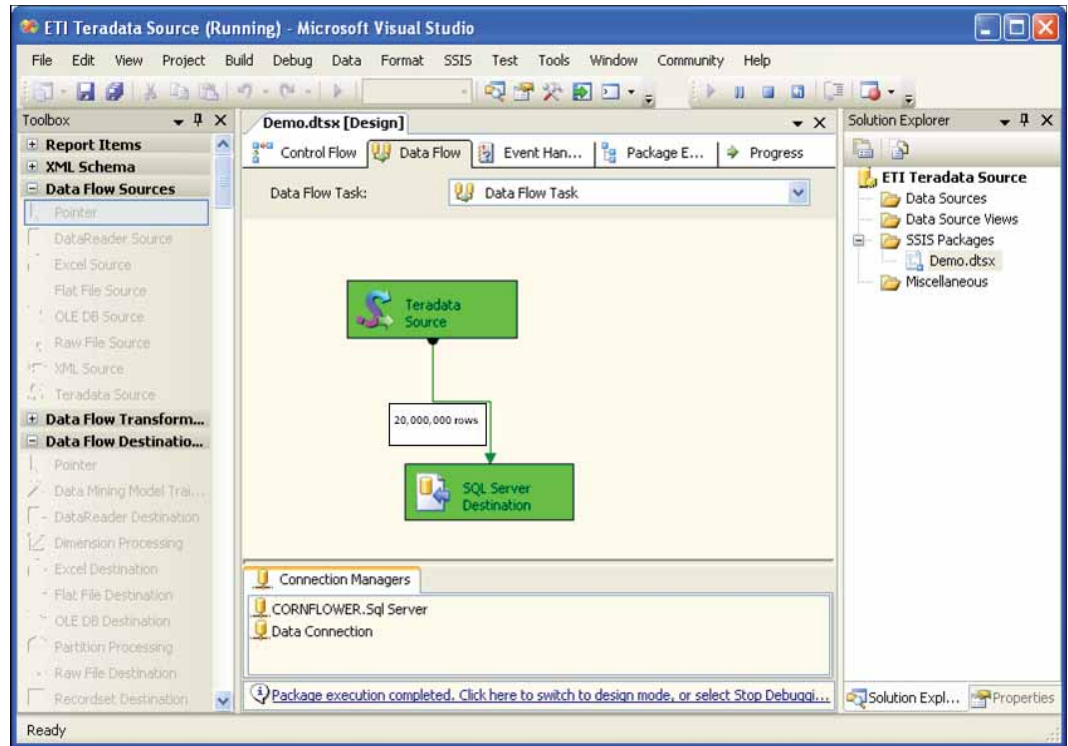 ETI Teradata Source (Running) - Microsoft Visual Studio
File Edit View Project Build Debug Data Format SSIS Test Tools Window Community Help
Toolbox
Report Items
XML Schema
Data Flow Sources
Pointer
DataReader Source
Excel Source
Flat File Source
OLE DB Source
Raw File Source
XML Source
Teradata Source
Data Flow Transform...
Data Flow Destinatio...
Pointer
Data Mining Model Trai...
DataReader Destination
Dimension Processing
Excel Destination
Flat File Destination
OLE DB Destination
Partition Processing
Raw File Destination
Recordset Destination
Demo.dtsx [Design]
Control Flow Data Flow Event Han... Package E... Progress
Data Flow Task: Data Flow Task
Teradata
Source
20,000,000 rows
SQL Server
Destination
Connection Managers
CORNFLOWER.Sql Server
Data Connection
Package execution completed. Click here to switch to design mode, or select Stop Debuggi...
Solution Explorer
ETI Teradata Source
Data Sources
Data Source Views
SSIS Packages
Demo.dtsx
Miscellaneous
Solution Expl... Properties
Ready